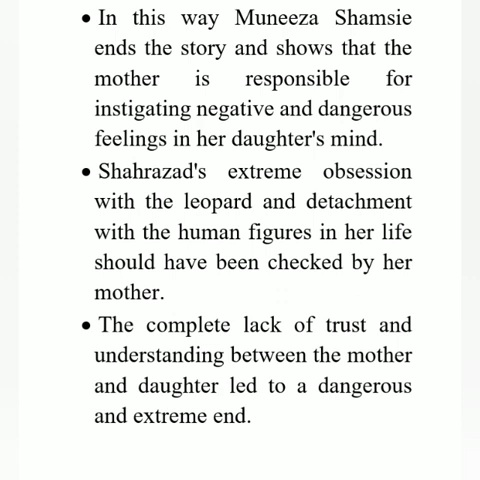 • In this way Muneeza Shamsie
ends the story and shows that the
mother is responsible for
instigating negative and dangerous
feelings in her daughter's mind.
• Shahrazad's extreme obsession
with the leopard and detachment
with the human figures in her life
should have been checked by her
mother.
• The complete lack of trust and
understanding between the mother
and daughter led to a dangerous
and extreme end.